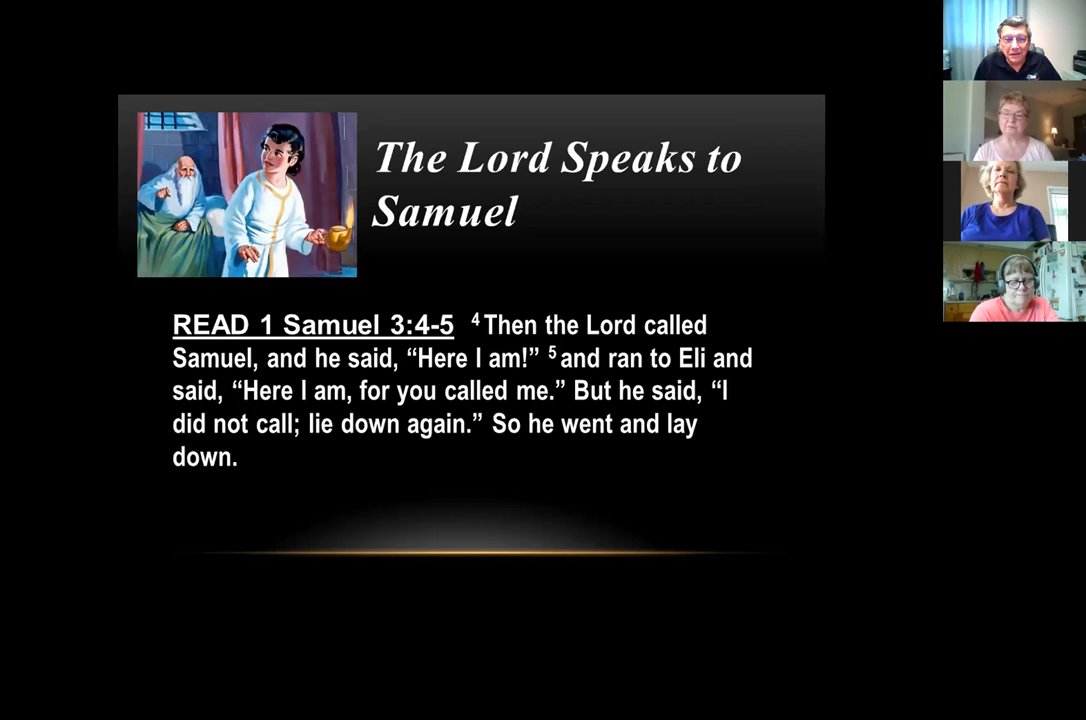 The Lord Speaks to
Samuel
READ 1 Samuel 3:4-5 4 Then the Lord called
Samuel, and he said, “Here I am!” 5 and ran to Eli and
said, “Here I am, for you called me.” But he said, “I
did not call; lie down again.” So he went and lay
down.